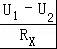 U₁ − U₂
Rₓ